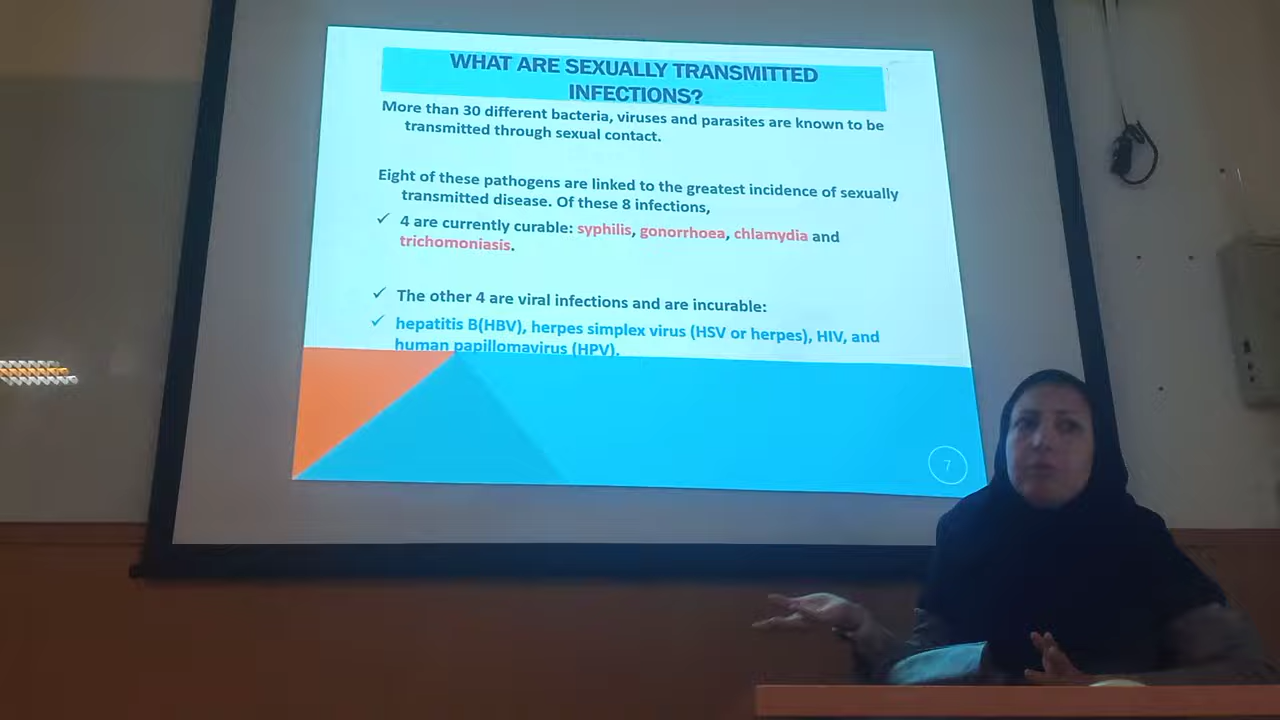 WHAT ARE SEXUALLY TRANSMITTED
INFECTIONS?
More than 30 different bacteria, viruses and parasites are known to be
transmitted through sexual contact.
Eight of these pathogens are linked to the greatest incidence of sexually
transmitted disease. Of these 8 infections,
✓ 4 are currently curable: syphilis, gonorrhoea, chlamydia and
trichomoniasis.
✓ The other 4 are viral infections and are incurable:
✓ hepatitis B(HBV), herpes simplex virus (HSV or herpes), HIV, and
human papillomavirus (HPV).
7